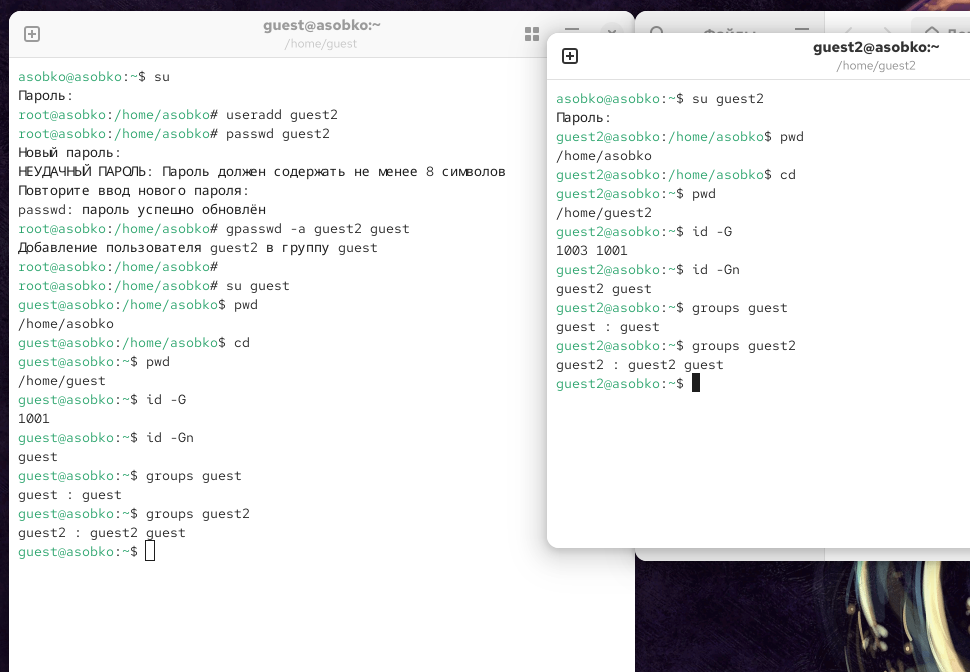 guest@asobko:~
/home/guest
asobko@asobko:~$ su
Пароль:
root@asobko:/home/asobko# useradd guest2
root@asobko:/home/asobko# passwd guest2
Новый пароль:
НЕУДАЧНЫЙ ПАРОЛЬ: Пароль должен содержать не менее 8 символов
Повторите ввод нового пароля:
passwd: пароль успешно обновлён
root@asobko:/home/asobko# gpasswd -a guest2 guest
Добавление пользователя guest2 в группу guest
root@asobko:/home/asobko#
root@asobko:/home/asobko# su guest
guest@asobko:/home/asobko$ pwd
/home/asobko
guest@asobko:/home/asobko$ cd
guest@asobko:~$ pwd
/home/guest
guest@asobko:~$ id -G
1001
guest@asobko:~$ id -Gn
guest
guest@asobko:~$ groups guest
guest : guest
guest@asobko:~$ groups guest2
guest2 : guest2 guest
guest@asobko:~$
guest2@asobko:~
/home/guest2
asobko@asobko:~$ su guest2
Пароль:
guest2@asobko:/home/asobko$ pwd
/home/asobko
guest2@asobko:/home/asobko$ cd
guest2@asobko:~$ pwd
/home/guest2
guest2@asobko:~$ id -G
1003 1001
guest2@asobko:~$ id -Gn
guest2 guest
guest2@asobko:~$ groups guest
guest : guest
guest2@asobko:~$ groups guest2
guest2 : guest2 guest
guest2@asobko:~$